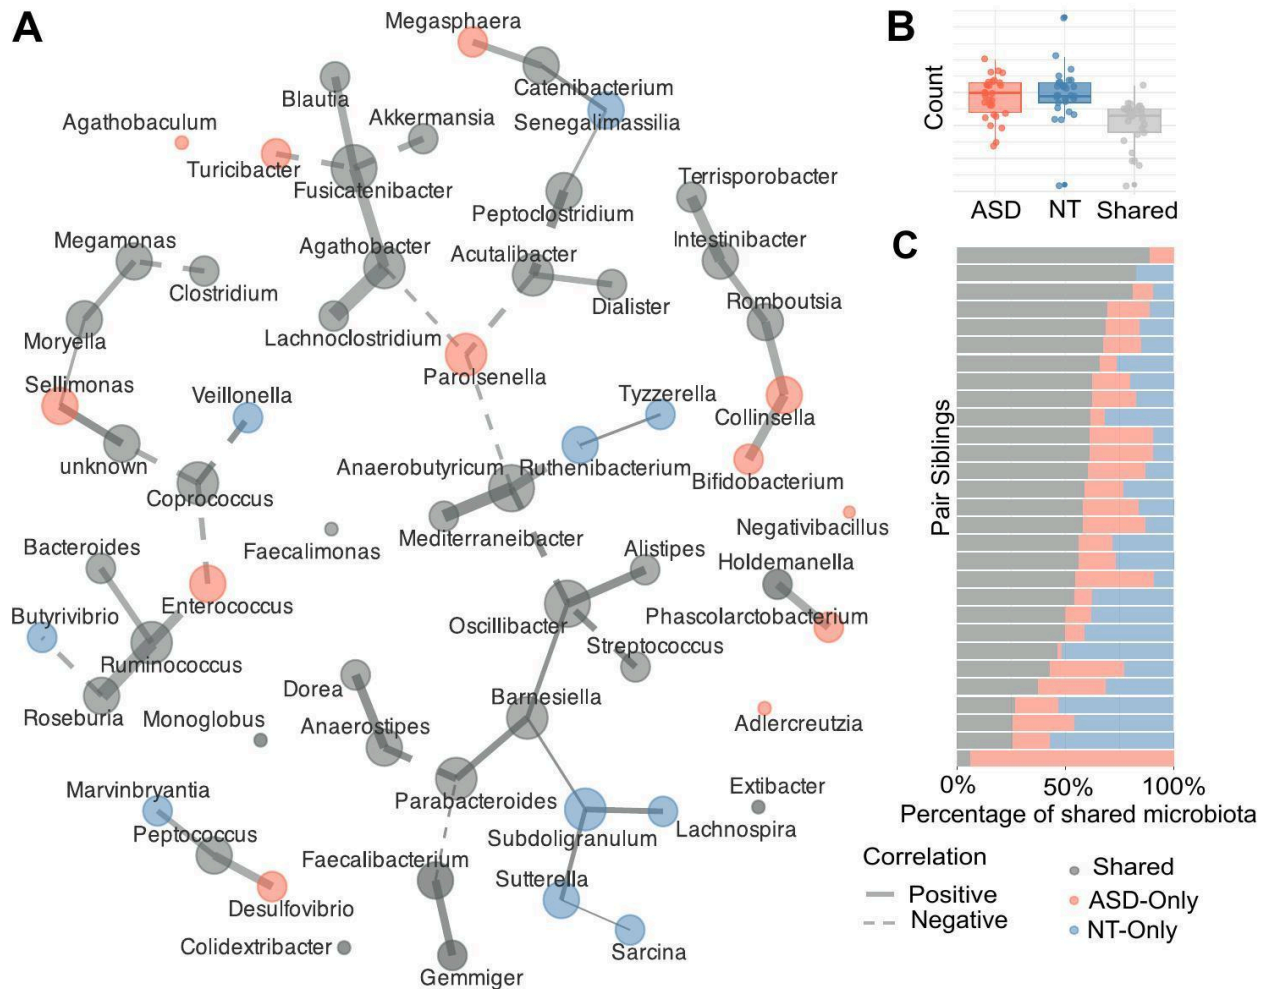 A
Megasphaera
Blautia
Catenibacterium
Agathobaculum
Akkermansia
Senegalimassilia
Turicibacter
Fusicatenibacter
Terrisporobacter
Peptoclostridium
Megamonas
Agathobacter
Acutalibacter
Intestinibacter
Clostridium
Dialister
Romboutsia
Moryella
Lachnoclostridium
Sellimonas
Parolsenella
Veillonella
Tyzzerella
Collinsella
unknown
Anaerobutyricum
Ruthenibacterium
Bifidobacterium
Coprococcus
Negativibacillus
Mediterraneibacter
Bacteroides
Faecalimonas
Alistipes
Holdemanella
Enterococcus
Butyrivibrio
Phascolarctobacterium
Oscillibacter
Streptococcus
Ruminococcus
Dorea
Barnesiella
Roseburia
Monoglobus
Anaerostipes
Adlercreutzia
Marvinbryantia
Extibacter
Parabacteroides
Peptococcus
Subdoligranulum
Lachnospira
Faecalibacterium
Sutterella
Desulfovibrio
Colidextribacter
Sarcina
Gemmiger
B
Count
ASD NT Shared
C
Pair Siblings
0% 50% 100%
Percentage of shared microbiota
Correlation
Positive
Negative
Shared
ASD-Only
NT-Only